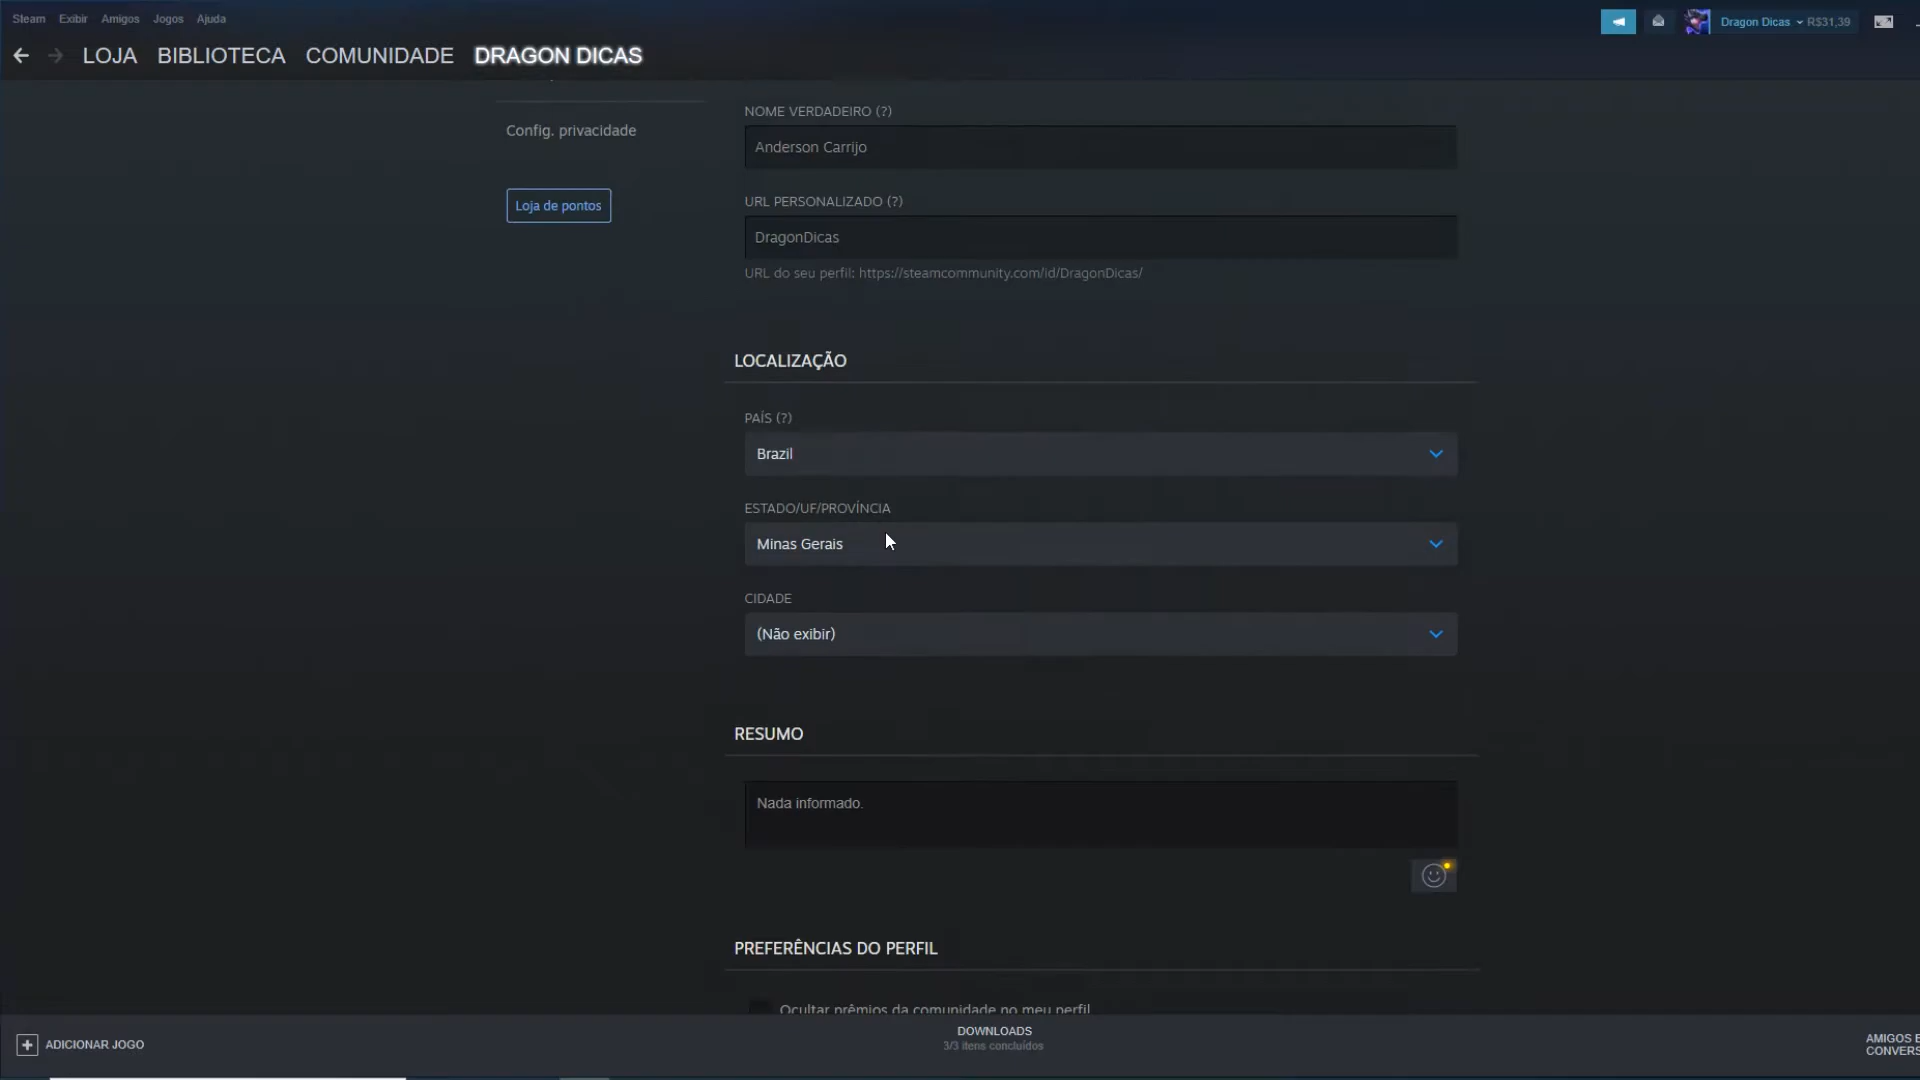 Steam Exibir Amigos Jogos Ajuda
Dragon Dicas R$31,39
LOJA BIBLIOTECA COMUNIDADE DRAGON DICAS
NOME VERDADEIRO (?)
Config. privacidade
Anderson Carrijo
URL PERSONALIZADO (?)
Loja de pontos
DragonDicas
URL do seu perfil: https://steamcommunity.com/id/DragonDicas/
LOCALIZAÇÃO
PAÍS (?)
Brazil
ESTADO/UF/PROVÍNCIA
Minas Gerais
CIDADE
(Não exibir)
RESUMO
Nada informado.
PREFERÊNCIAS DO PERFIL
Ocultar prêmios da comunidade no meu perfil
ADICIONAR JOGO
DOWNLOADS
3/3 itens concluídos
AMIGOS E
CONVERS